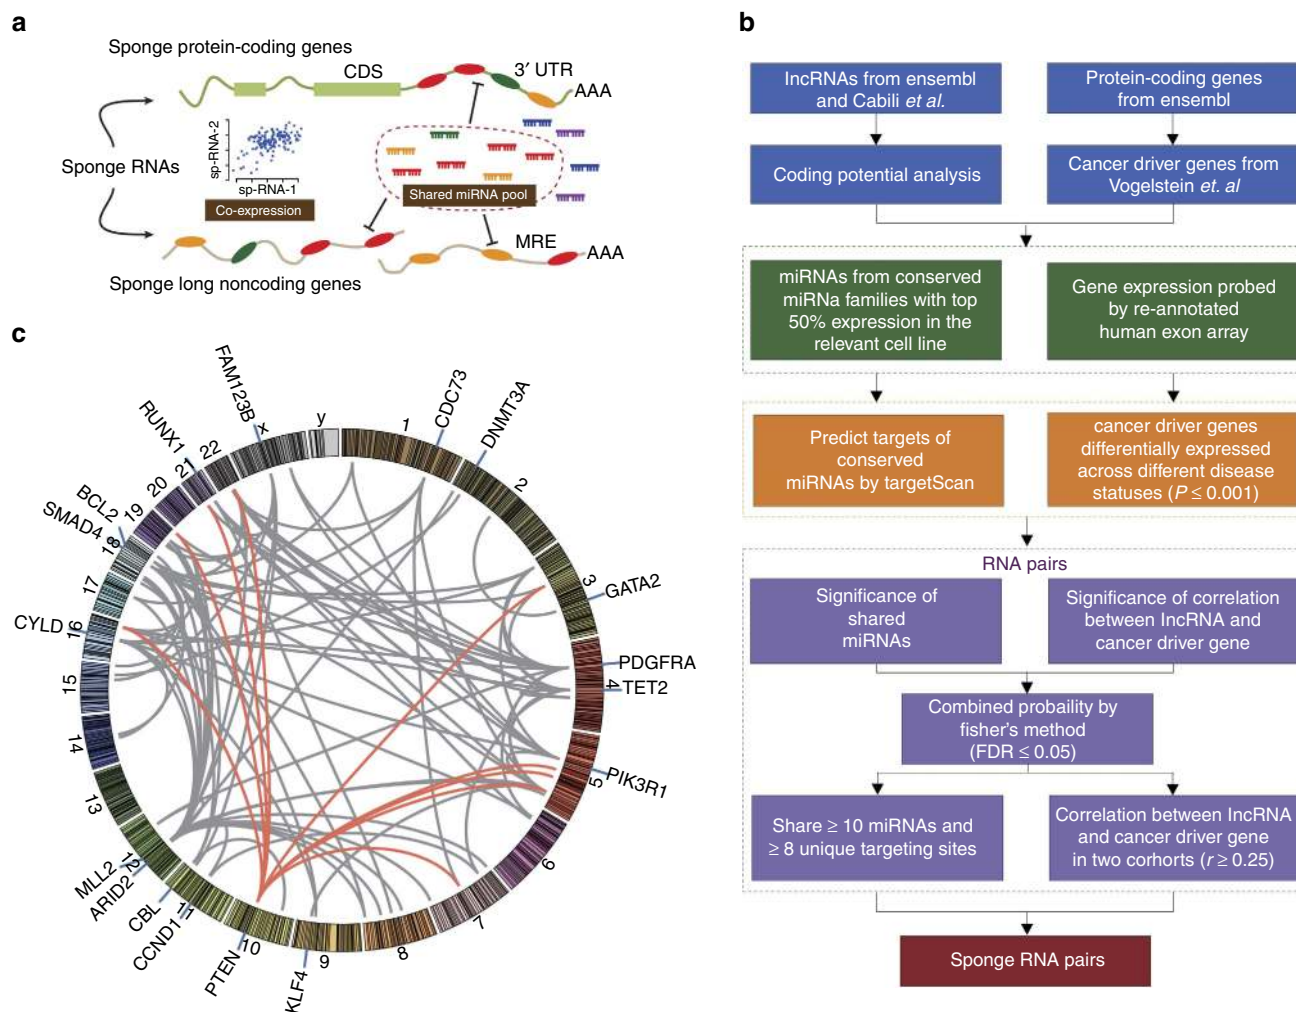 a
Sponge protein-coding genes
CDS
3′ UTR
AAA
Sponge RNAs
sp-RNA-2
sp-RNA-1
Co-expression
Shared miRNA pool
MRE
AAA
Sponge long noncoding genes
b
lncRNAs from ensembl
and Cabili et al.
Protein-coding genes
from ensembl
Coding potential analysis
Cancer driver genes from
Vogelstein et. al
miRNAs from conserved
miRNa families with top
50% expression in the
relevant cell line
Gene expression probed
by re-annotated
human exon array
Predict targets of
conserved
miRNAs by targetScan
cancer driver genes
differentially expressed
across different disease
statuses (P ≤ 0.001)
RNA pairs
Significance of
shared
miRNAs
Significance of correlation
between lncRNA and
cancer driver gene
Combined probaility by
fisher's method
(FDR ≤ 0.05)
Share ≥ 10 miRNAs and
≥ 8 unique targeting sites
Correlation between lncRNA
and cancer driver gene
in two cohorts (r ≥ 0.25)
Sponge RNA pairs
c
1
2
3
4
5
6
7
8
9
10
11
12
13
14
15
16
17
18
19
20
21
22
x
y
CDC73
DNMT3A
GATA2
PDGFRA
TET2
PIK3R1
KLF4
PTEN
CCND1
CBL
ARID2
MLL2
CYLD
SMAD4
BCL2
RUNX1
FAM123B